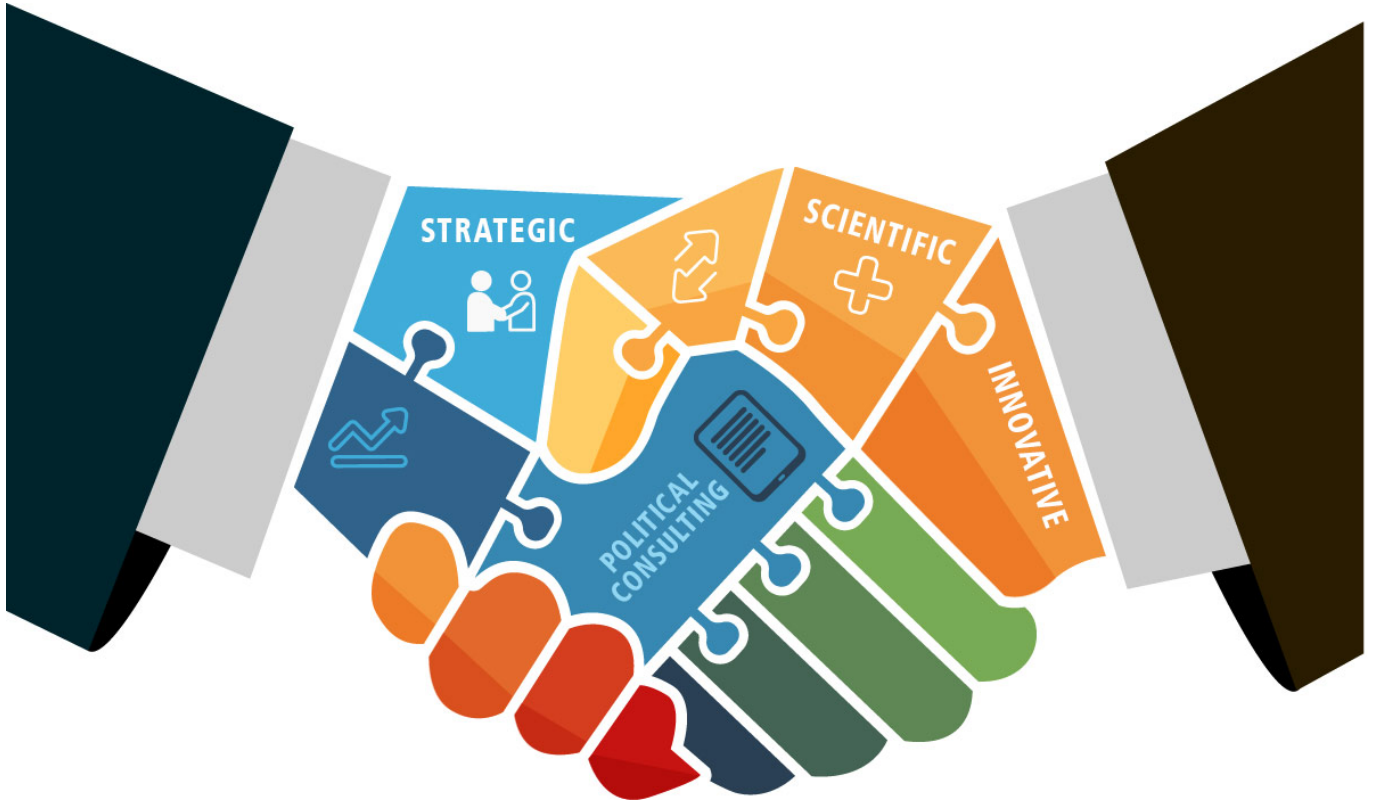 STRATEGIC
SCIENTIFIC
INNOVATIVE
POLITICAL
CONSULTING